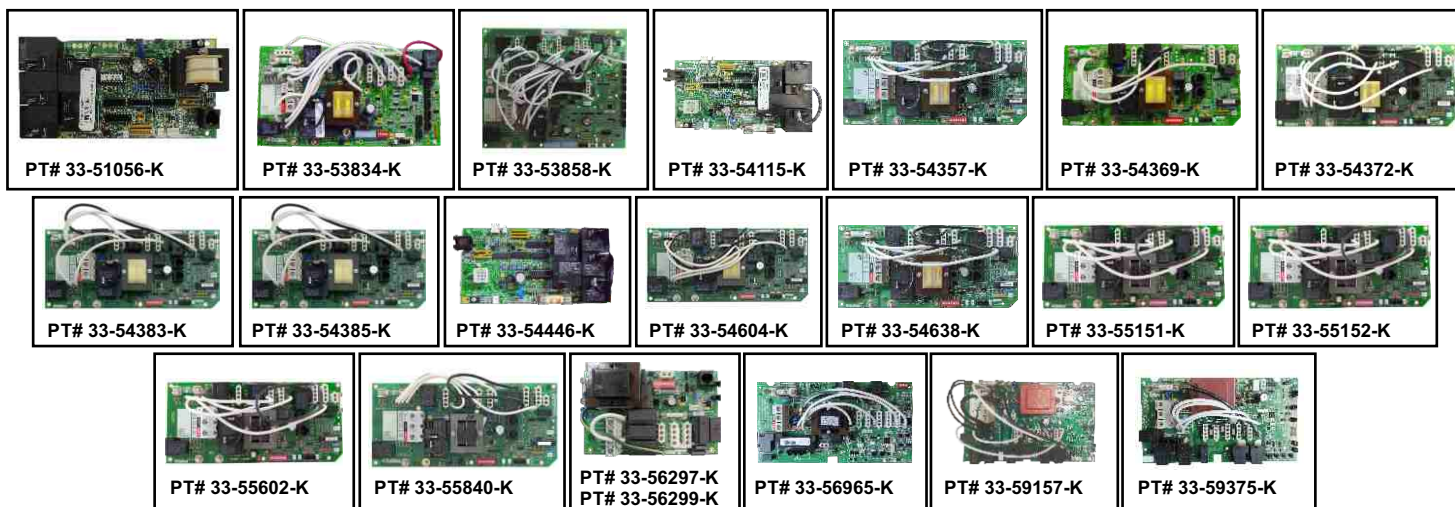 PT# 33-51056-K
PT# 33-53834-K
PT# 33-53858-K
PT# 33-54115-K
PT# 33-54357-K
PT# 33-54369-K
PT# 33-54372-K
PT# 33-54383-K
PT# 33-54385-K
PT# 33-54446-K
PT# 33-54604-K
PT# 33-54638-K
PT# 33-55151-K
PT# 33-55152-K
PT# 33-55602-K
PT# 33-55840-K
PT# 33-56297-K
PT# 33-56299-K
PT# 33-56965-K
PT# 33-59157-K
PT# 33-59375-K